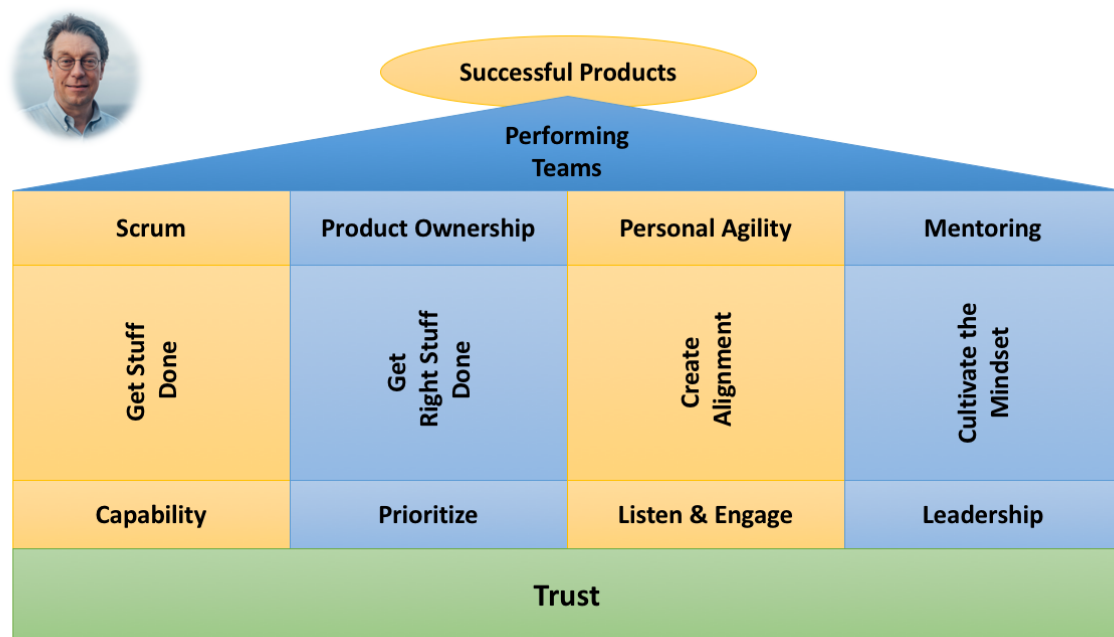 Successful Products
Performing
Teams
Scrum
Product Ownership
Personal Agility
Mentoring
Get Stuff
Done
Get
Right Stuff
Done
Create
Alignment
Cultivate the
Mindset
Capability
Prioritize
Listen & Engage
Leadership
Trust